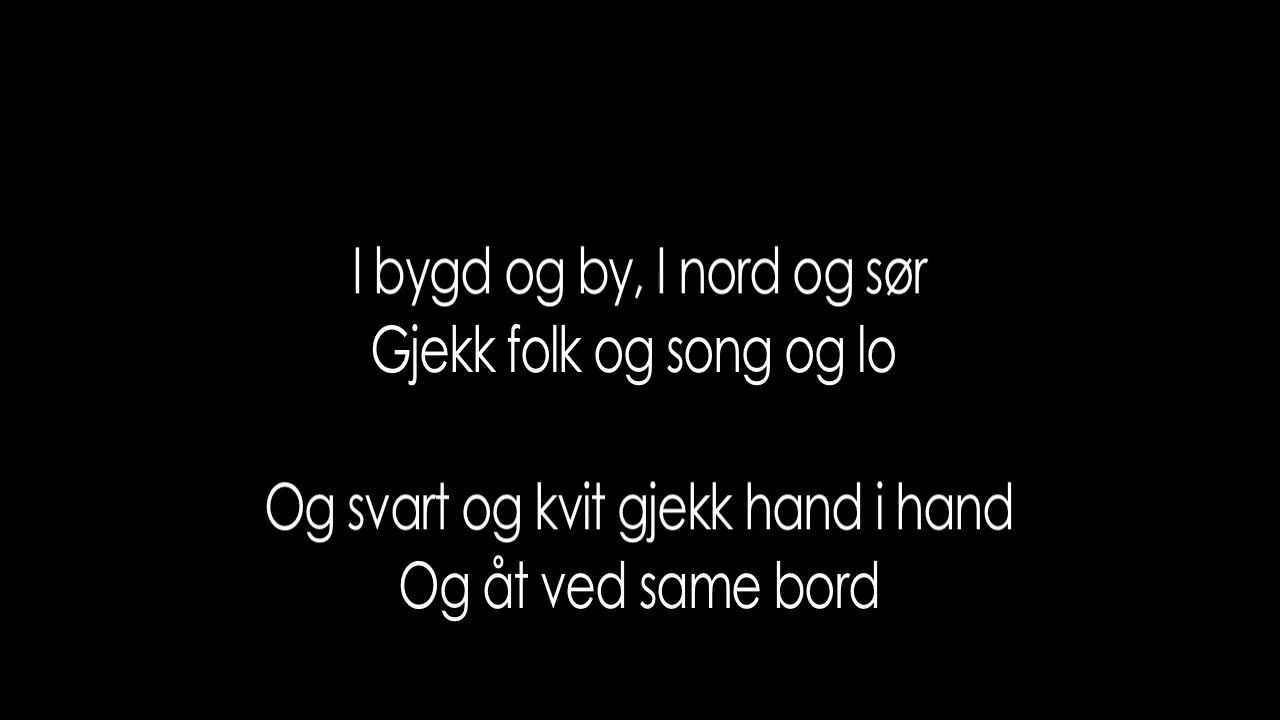 I bygd og by, I nord og sør
Gjekk folk og song og lo
Og svart og kvit gjekk hand i hand
Og åt ved same bord